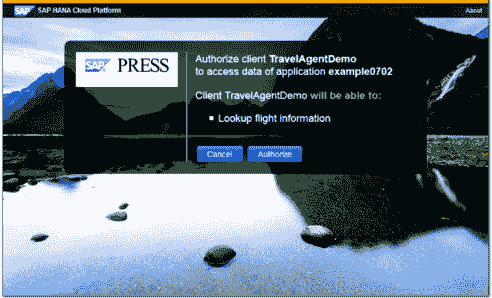 SAP SAP HANA Cloud Platform About
SAP PRESS
Authorize client TravelAgentDemo
to access data of application example0702
Client TravelAgentDemo will be able to:
Lookup flight information
Cancel Authorize